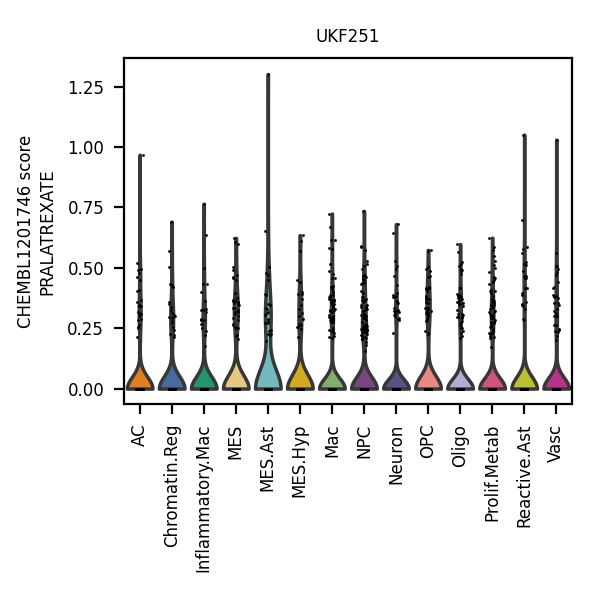 UKF251
CHEMBL1201746 score
PRALATREXATE
1.25
1.00
0.75
0.50
0.25
0.00
AC
Chromatin.Reg
Inflammatory.Mac
MES
MES.Ast
MES.Hyp
Mac
NPC
Neuron
OPC
Oligo
Prolif.Metab
Reactive.Ast
Vasc